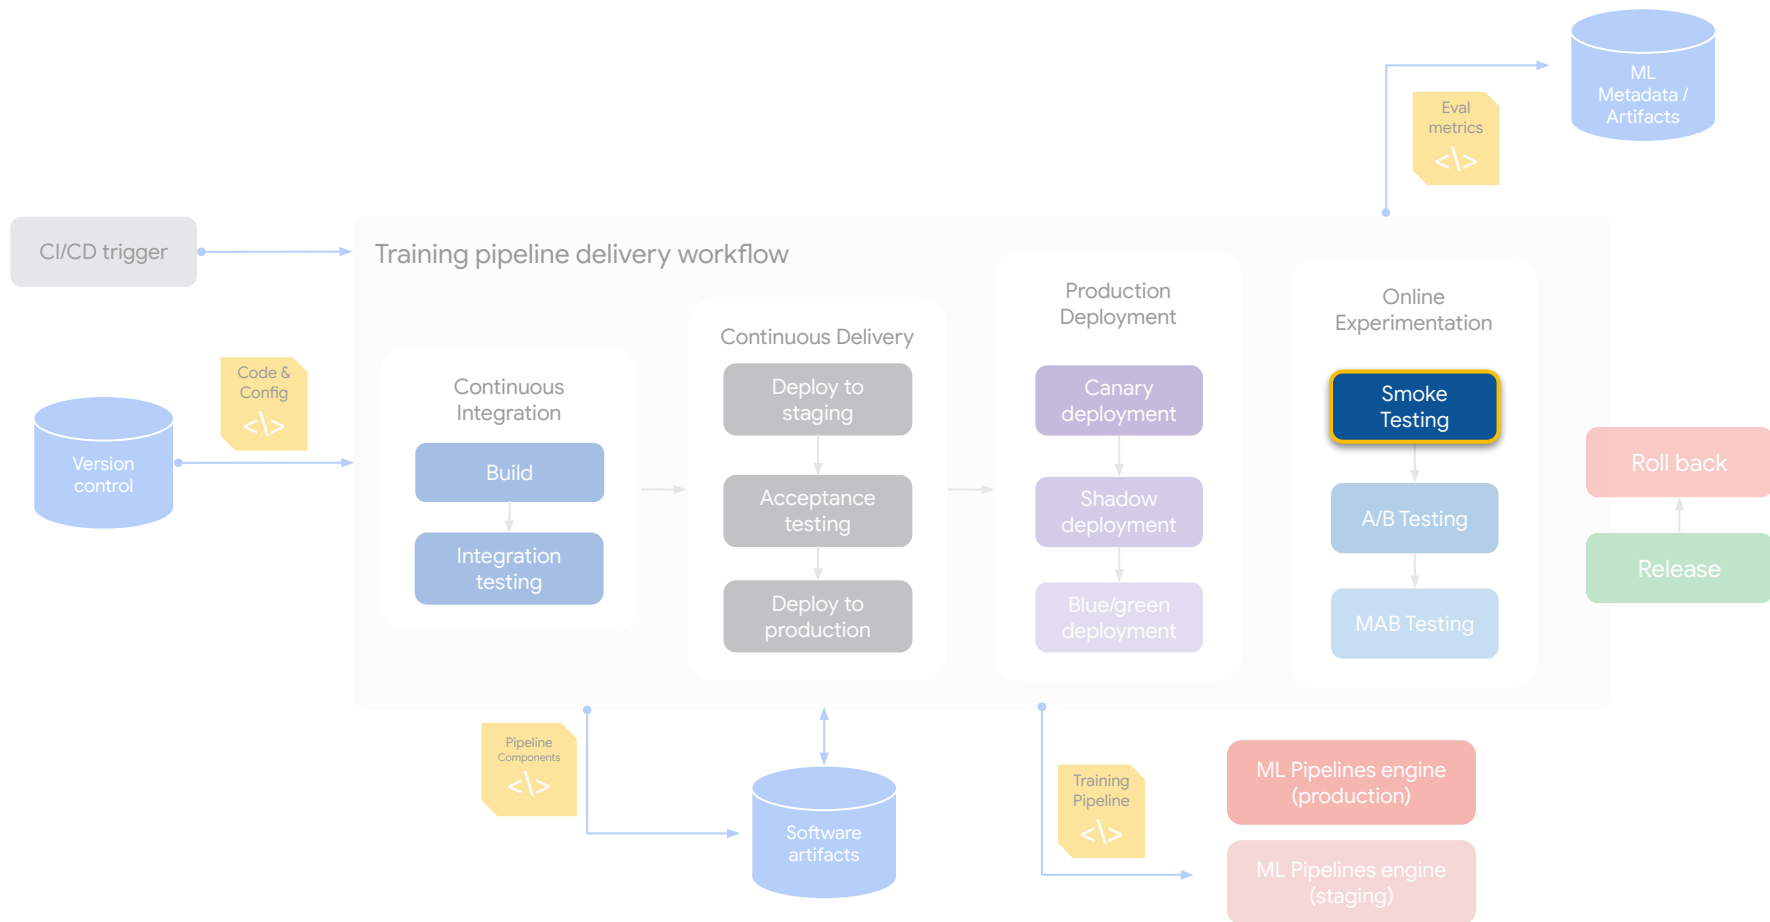 ML
Metadata /
Artifacts
Eval
metrics
</>
CI/CD trigger
Training pipeline delivery workflow
Code &
Config
</>
Version
control
Continuous
Integration
Build
Integration
testing
Continuous Delivery
Deploy to
staging
Acceptance
testing
Deploy to
production
Production
Deployment
Canary
deployment
Shadow
deployment
Blue/green
deployment
Online
Experimentation
Smoke
Testing
A/B Testing
MAB Testing
Roll back
Release
Pipeline
Components
</>
Software
artifacts
Training
Pipeline
</>
ML Pipelines engine
(production)
ML Pipelines engine
(staging)